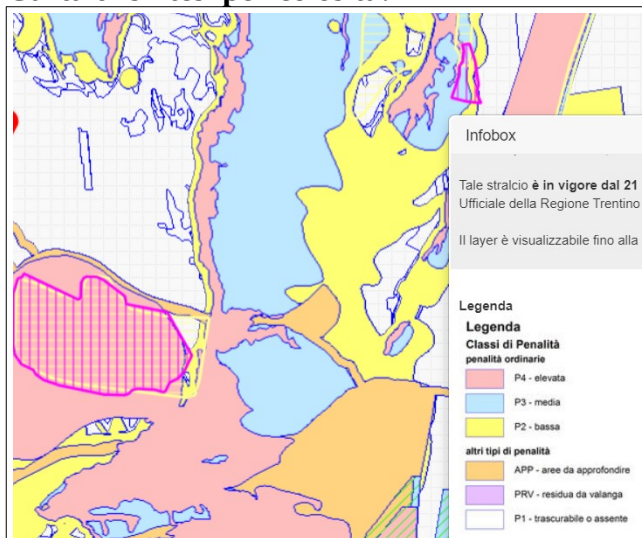 Infobox
Tale stralcio è in vigore dal 21
Ufficiale della Regione Trentino
Il layer è visualizzabile fino alla
Legenda
Legenda
Classi di Penalità
penalità ordinarie
P4 - elevata
P3 - media
P2 - bassa
altri tipi di penalità
APP - aree da approfondire
PRV - residua da valanga
P1 - trascurabile o assente